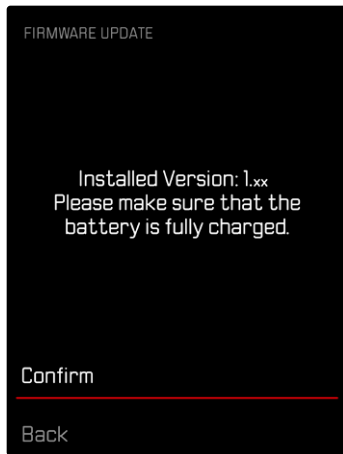 FIRMWARE UPDATE
Installed Version: 1.xx
Please make sure that the
battery is fully charged.
Confirm
Back